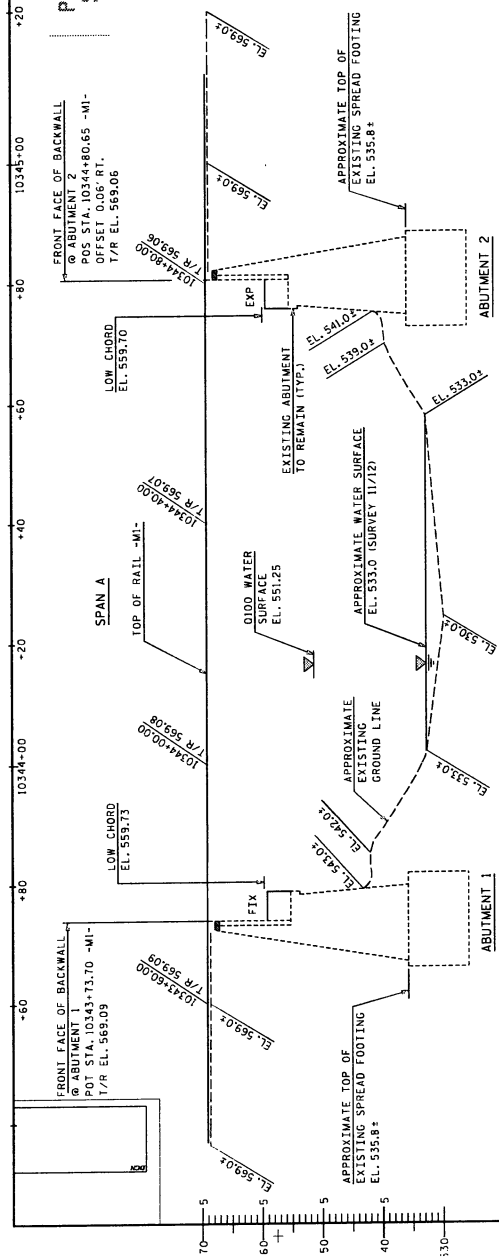 +60
+80
10344+00
+20
+40
+60
+80
10345+00
+20
FRONT FACE OF BACKWALL
@ ABUTMENT 1
POT STA. 10343+73.70 -M1-
T/R EL. 569.09
LOW CHORD
EL. 559.73
SPAN A
TOP OF RAIL -M1-
LOW CHORD
EL. 559.70
FRONT FACE OF BACKWALL
@ ABUTMENT 2
POS STA. 10344+80.65 -M1-
OFFSET 0.06' RT.
T/R EL. 569.06
DCN
10343+60.00
T/R 569.09
10344+00.00
T/R 569.08
10344+40.00
T/R 569.07
10344+80.00
T/R 569.06
EL. 569.0±
EL. 569.0±
EL. 569.0±
EL. 569.0±
FIX
EXP
Q100 WATER
SURFACE
EL. 551.25
EXISTING ABUTMENT
TO REMAIN (TYP.)
EL. 543.0±
EL. 542.0±
APPROXIMATE
EXISTING
GROUND LINE
APPROXIMATE WATER SURFACE
EL. 533.0 (SURVEY 11/12)
EL. 541.0±
EL. 539.0±
APPROXIMATE TOP OF
EXISTING SPREAD FOOTING
EL. 535.8±
APPROXIMATE TOP OF
EXISTING SPREAD FOOTING
EL. 535.8±
EL. 533.0±
EL. 530.0±
EL. 533.0±
ABUTMENT 1
ABUTMENT 2
70
5
60
5
5
40
5
530